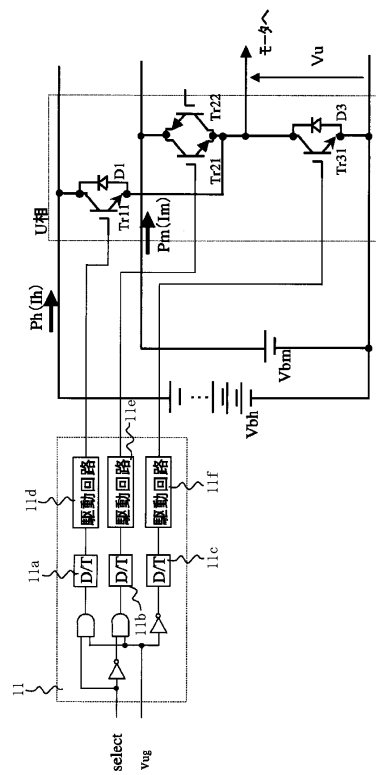 モータへ
Vu
U相
D1
Tr11
Tr22
Tr21
D3
Tr31
Ph(Ih)
Pm(Im)
Vbm
Vbh
11
11d
11e
11f
駆動回路
駆動回路
駆動回路
11a
11b
11c
D/T
D/T
D/T
select
vug